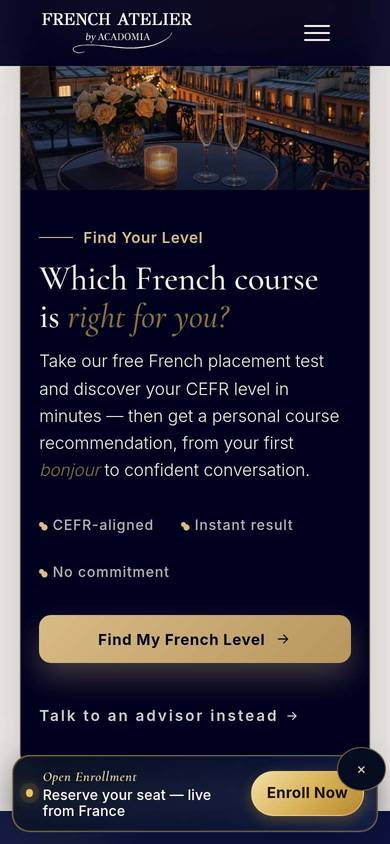 FRENCH ATELIER
by ACADOMIA
Find Your Level
Which French course
is right for you?
Take our free French placement test
and discover your CEFR level in
minutes — then get a personal course
recommendation, from your first
bonjour to confident conversation.
CEFR-aligned
Instant result
No commitment
Find My French Level →
Talk to an advisor instead →
Open Enrollment
Reserve your seat — live
from France
Enroll Now
×